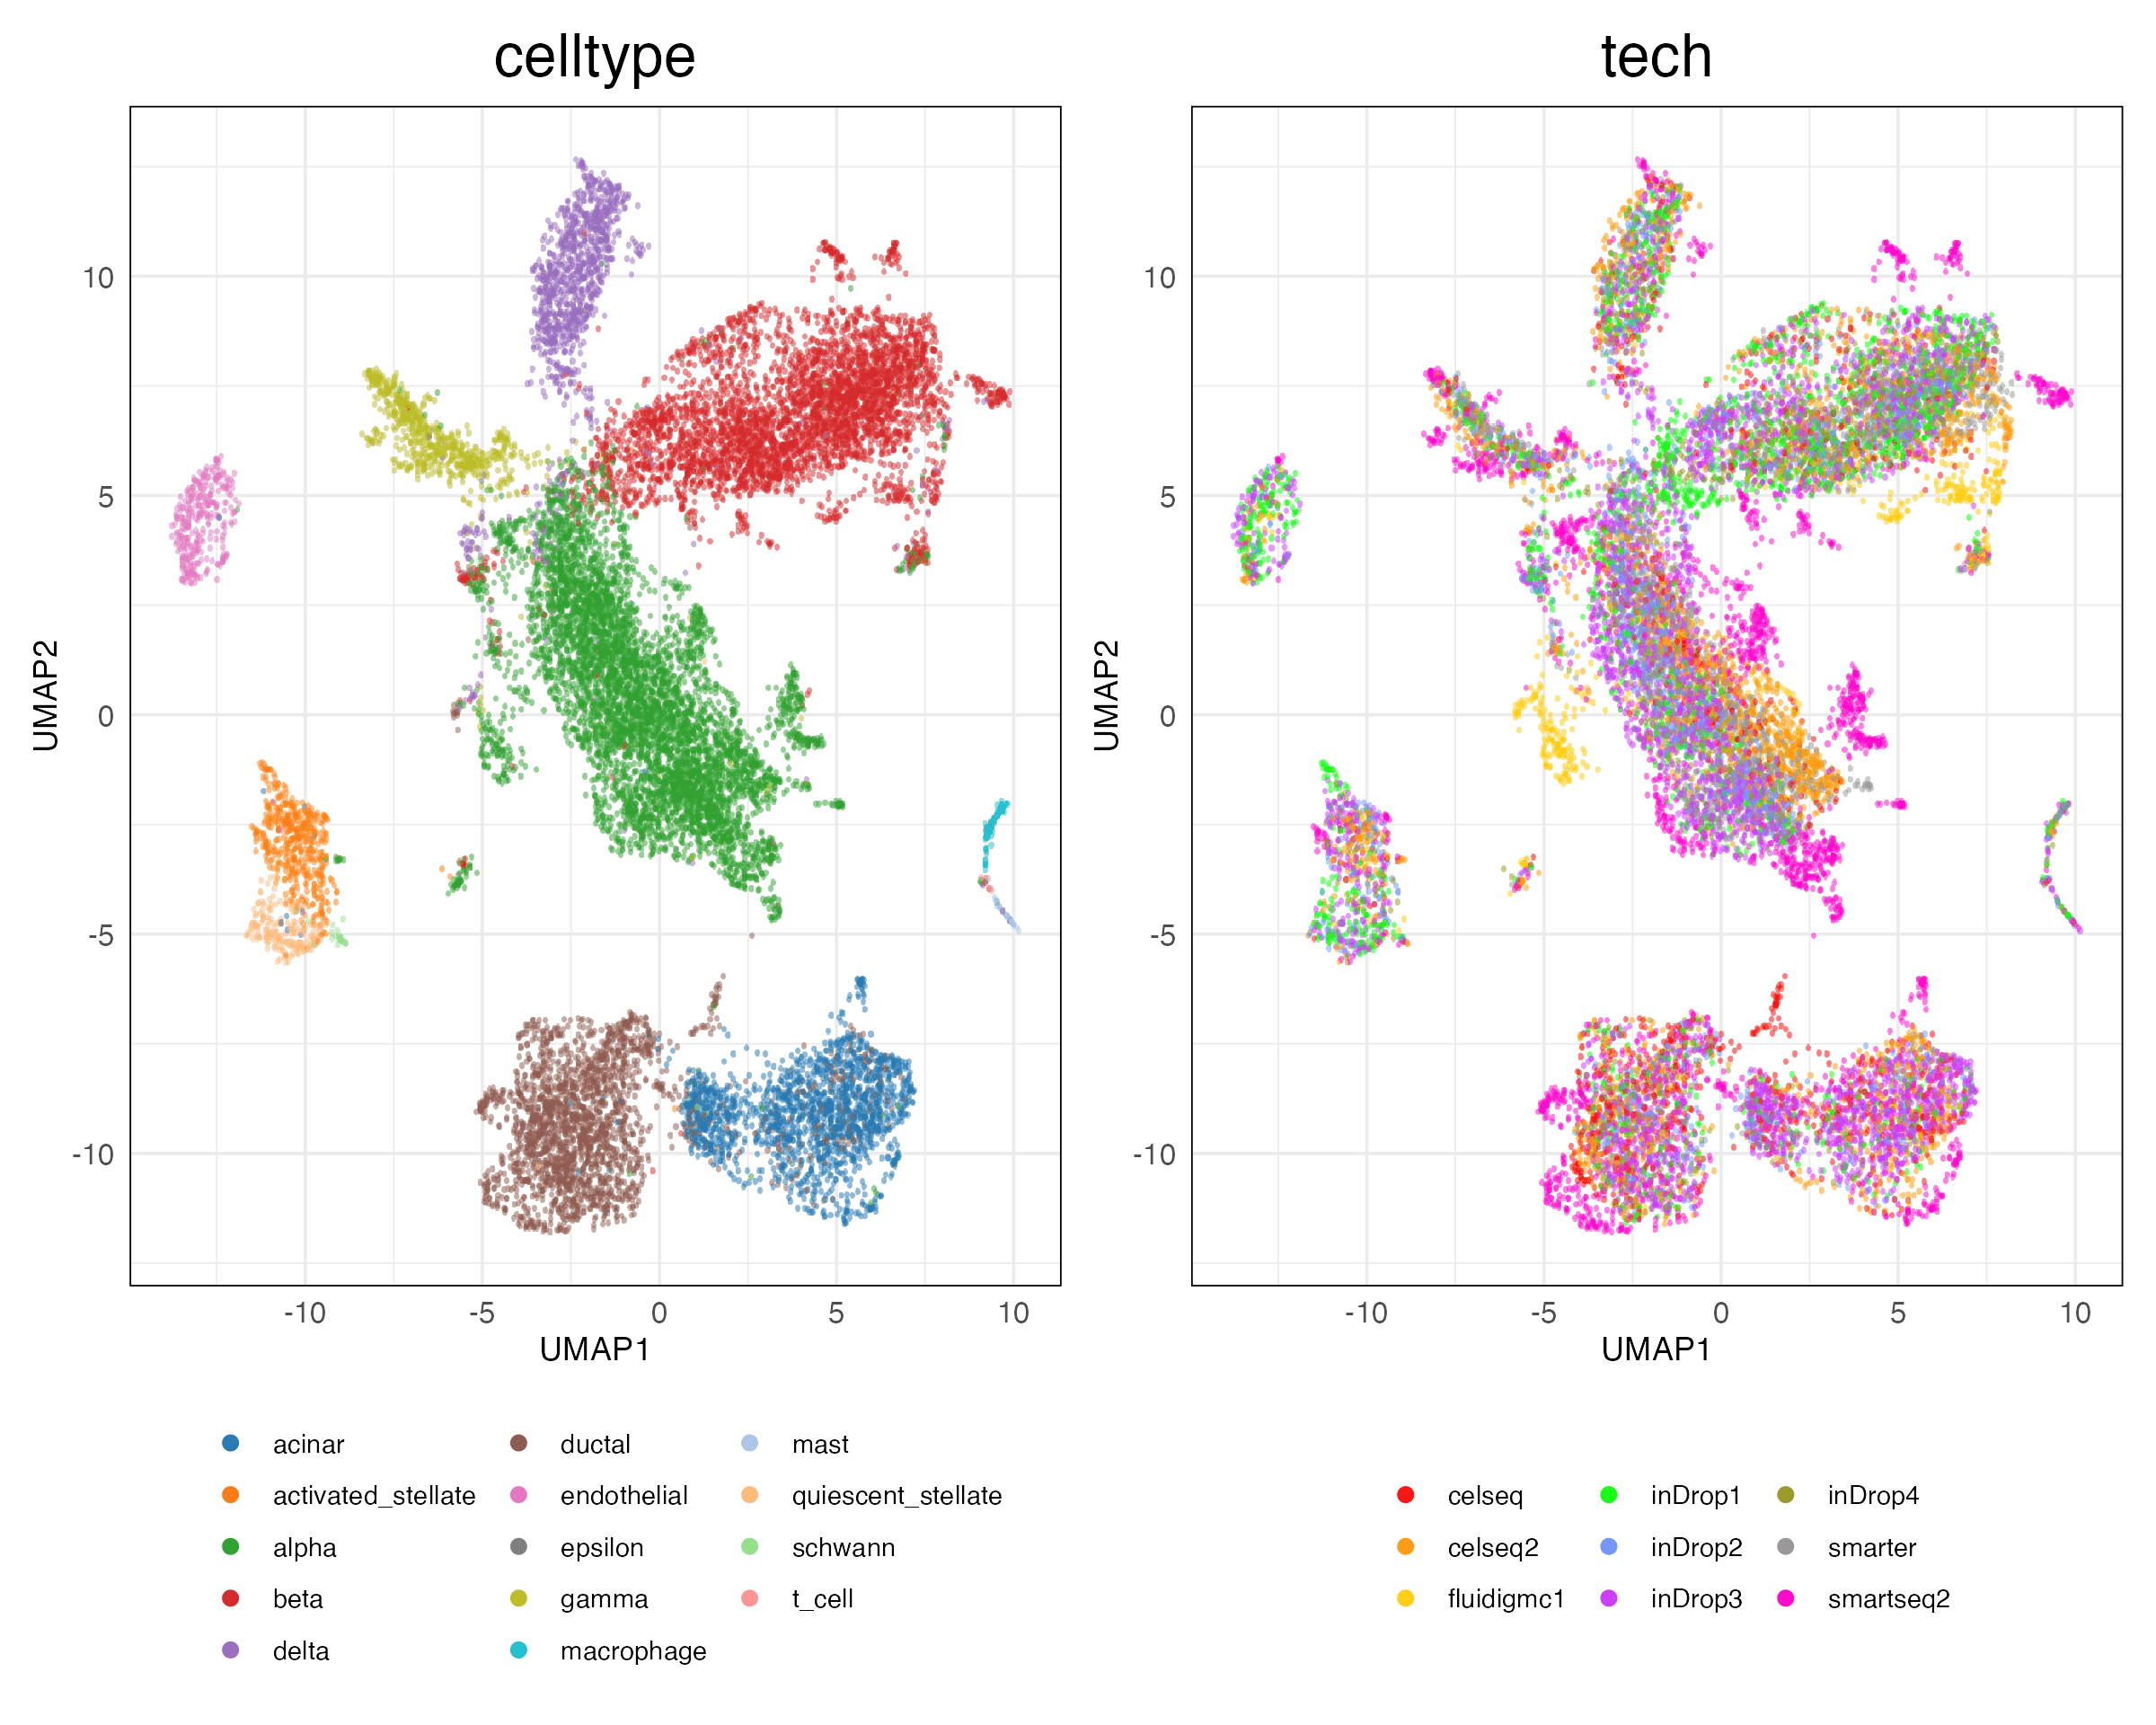 celltype
tech
10
5
0
-5
-10
UMAP2
-10 -5 0 5 10
UMAP1
10
5
0
-5
-10
UMAP2
-10 -5 0 5 10
UMAP1
acinar ductal mast
activated_stellate endothelial quiescent_stellate
alpha epsilon schwann
beta gamma t_cell
delta macrophage
celseq inDrop1 inDrop4
celseq2 inDrop2 smarter
fluidigmc1 inDrop3 smartseq2